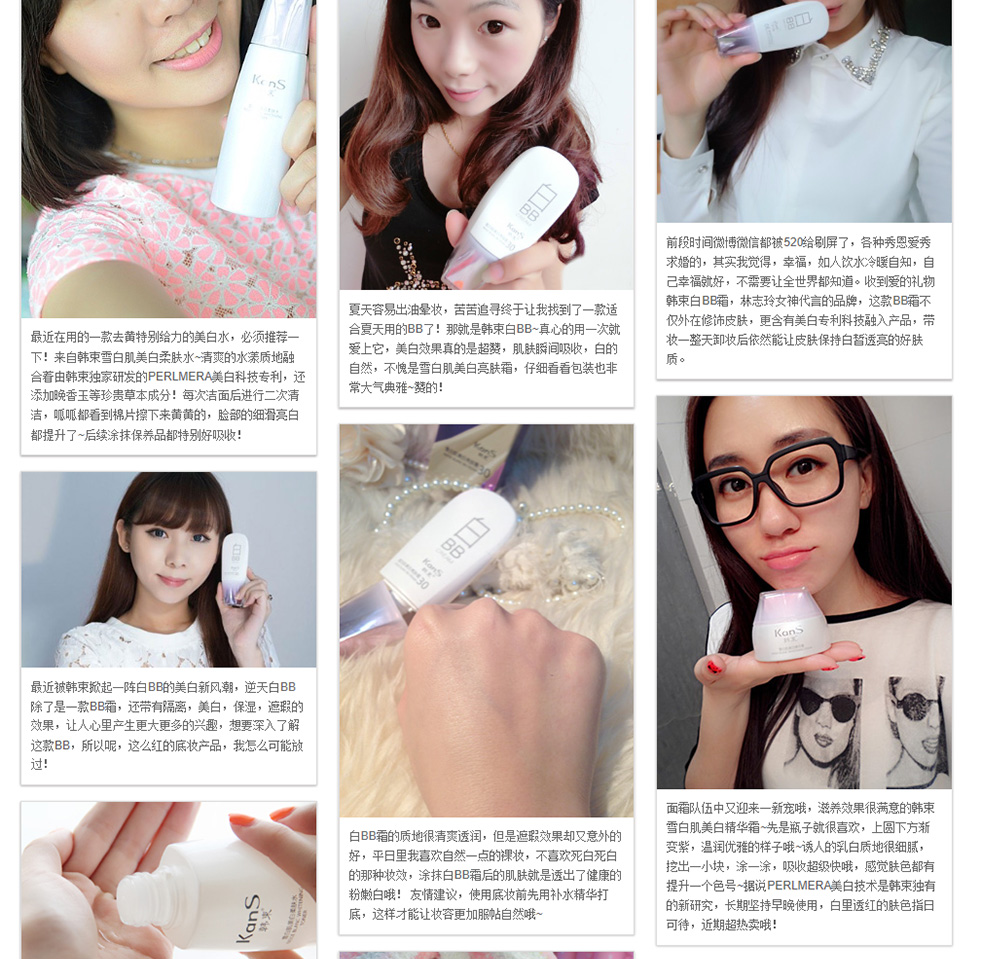 KanS
最近在用的一款去黄特别给力的美白水，必须推荐一
下！来自韩束雪白肌美白柔肤水~清爽的水漾质地融
合着由韩束独家研发的PERLMERA美白科技专利，还
添加晚香玉等珍贵草本成分！每次洁面后进行二次清
洁，呱呱都看到棉片擦下来黄黄的，脸部的细滑亮白
都提升了~后续涂抹保养品都特别好吸收！
白
BB
最近被韩束掀起一阵白BB的美白新风潮，逆天白BB
除了是一款BB霜，还带有隔离，美白，保湿，遮瑕的
效果，让人心里产生更大更多的兴趣，想要深入了解
这款BB，所以呢，这么红的底妆产品，我怎么可能放
过！
KanS
韩束
白
BB
KanS
30
夏天容易出油晕妆，苦苦追寻终于让我找到了一款适
合夏天用的BB了！那就是韩束白BB~真心的用一次就
爱上它，美白效果真的是超赞，肌肤瞬间吸收，白的
自然，不愧是雪白肌美白亮肤霜，仔细看看包装也非
常大气典雅~赞的！
KanS
30
白
BB
KanS
30
白BB霜的质地很清爽透润，但是遮瑕效果却又意外的
好，平日里我喜欢自然一点的裸妆，不喜欢死白死白
的那种妆效，涂抹白BB霜后的肌肤就是透出了健康的
粉嫩白哦！ 友情建议，使用底妆前先用补水精华打
底，这样才能让妆容更加服帖自然哦~
白
BB
前段时间微博微信都被520给刷屏了，各种秀恩爱秀
求婚的，其实我觉得，幸福，如人饮水冷暖自知，自
己幸福就好，不需要让全世界都知道。收到爱的礼物
韩束白BB霜，林志玲女神代言的品牌，这款BB霜不
仅外在修饰皮肤，更含有美白专利科技融入产品，带
妆一整天卸妆后依然能让皮肤保持白皙透亮的好肤
质。
KanS
韩束
面霜队伍中又迎来一新宠哦，滋养效果很满意的韩束
雪白肌美白精华霜~先是瓶子就很喜欢，上圆下方渐
变紫，温润优雅的样子哦~诱人的乳白质地很细腻，
挖出一小块，涂一涂，吸收超级快哦，感觉肤色都有
提升一个色号~据说PERLMERA美白技术是韩束独有
的新研究，长期坚持早晚使用，白里透红的肤色指日
可待，近期超热卖哦！